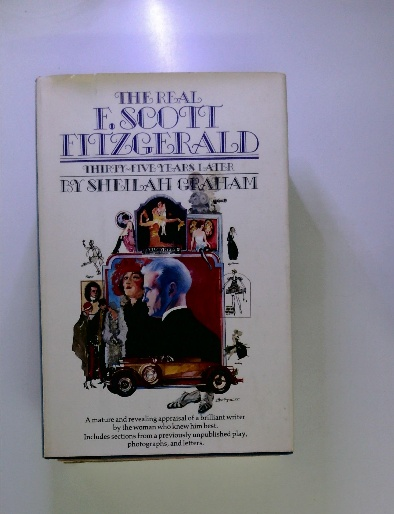 THE REAL
F. SCOTT
FITZGERALD
THIRTY-FIVE YEARS LATER
BY SHEILAH GRAHAM
A mature and revealing appraisal of a brilliant writer
by the woman who knew him best.
Includes sections from a previously unpublished play,
photographs, and letters.